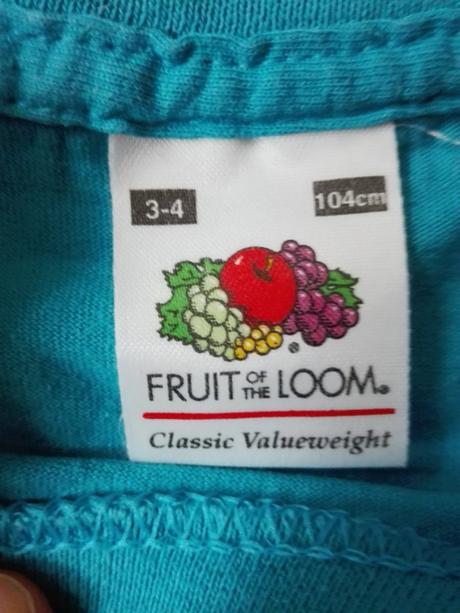 3-4 104cm
FRUIT OF THE LOOM®
Classic Valueweight